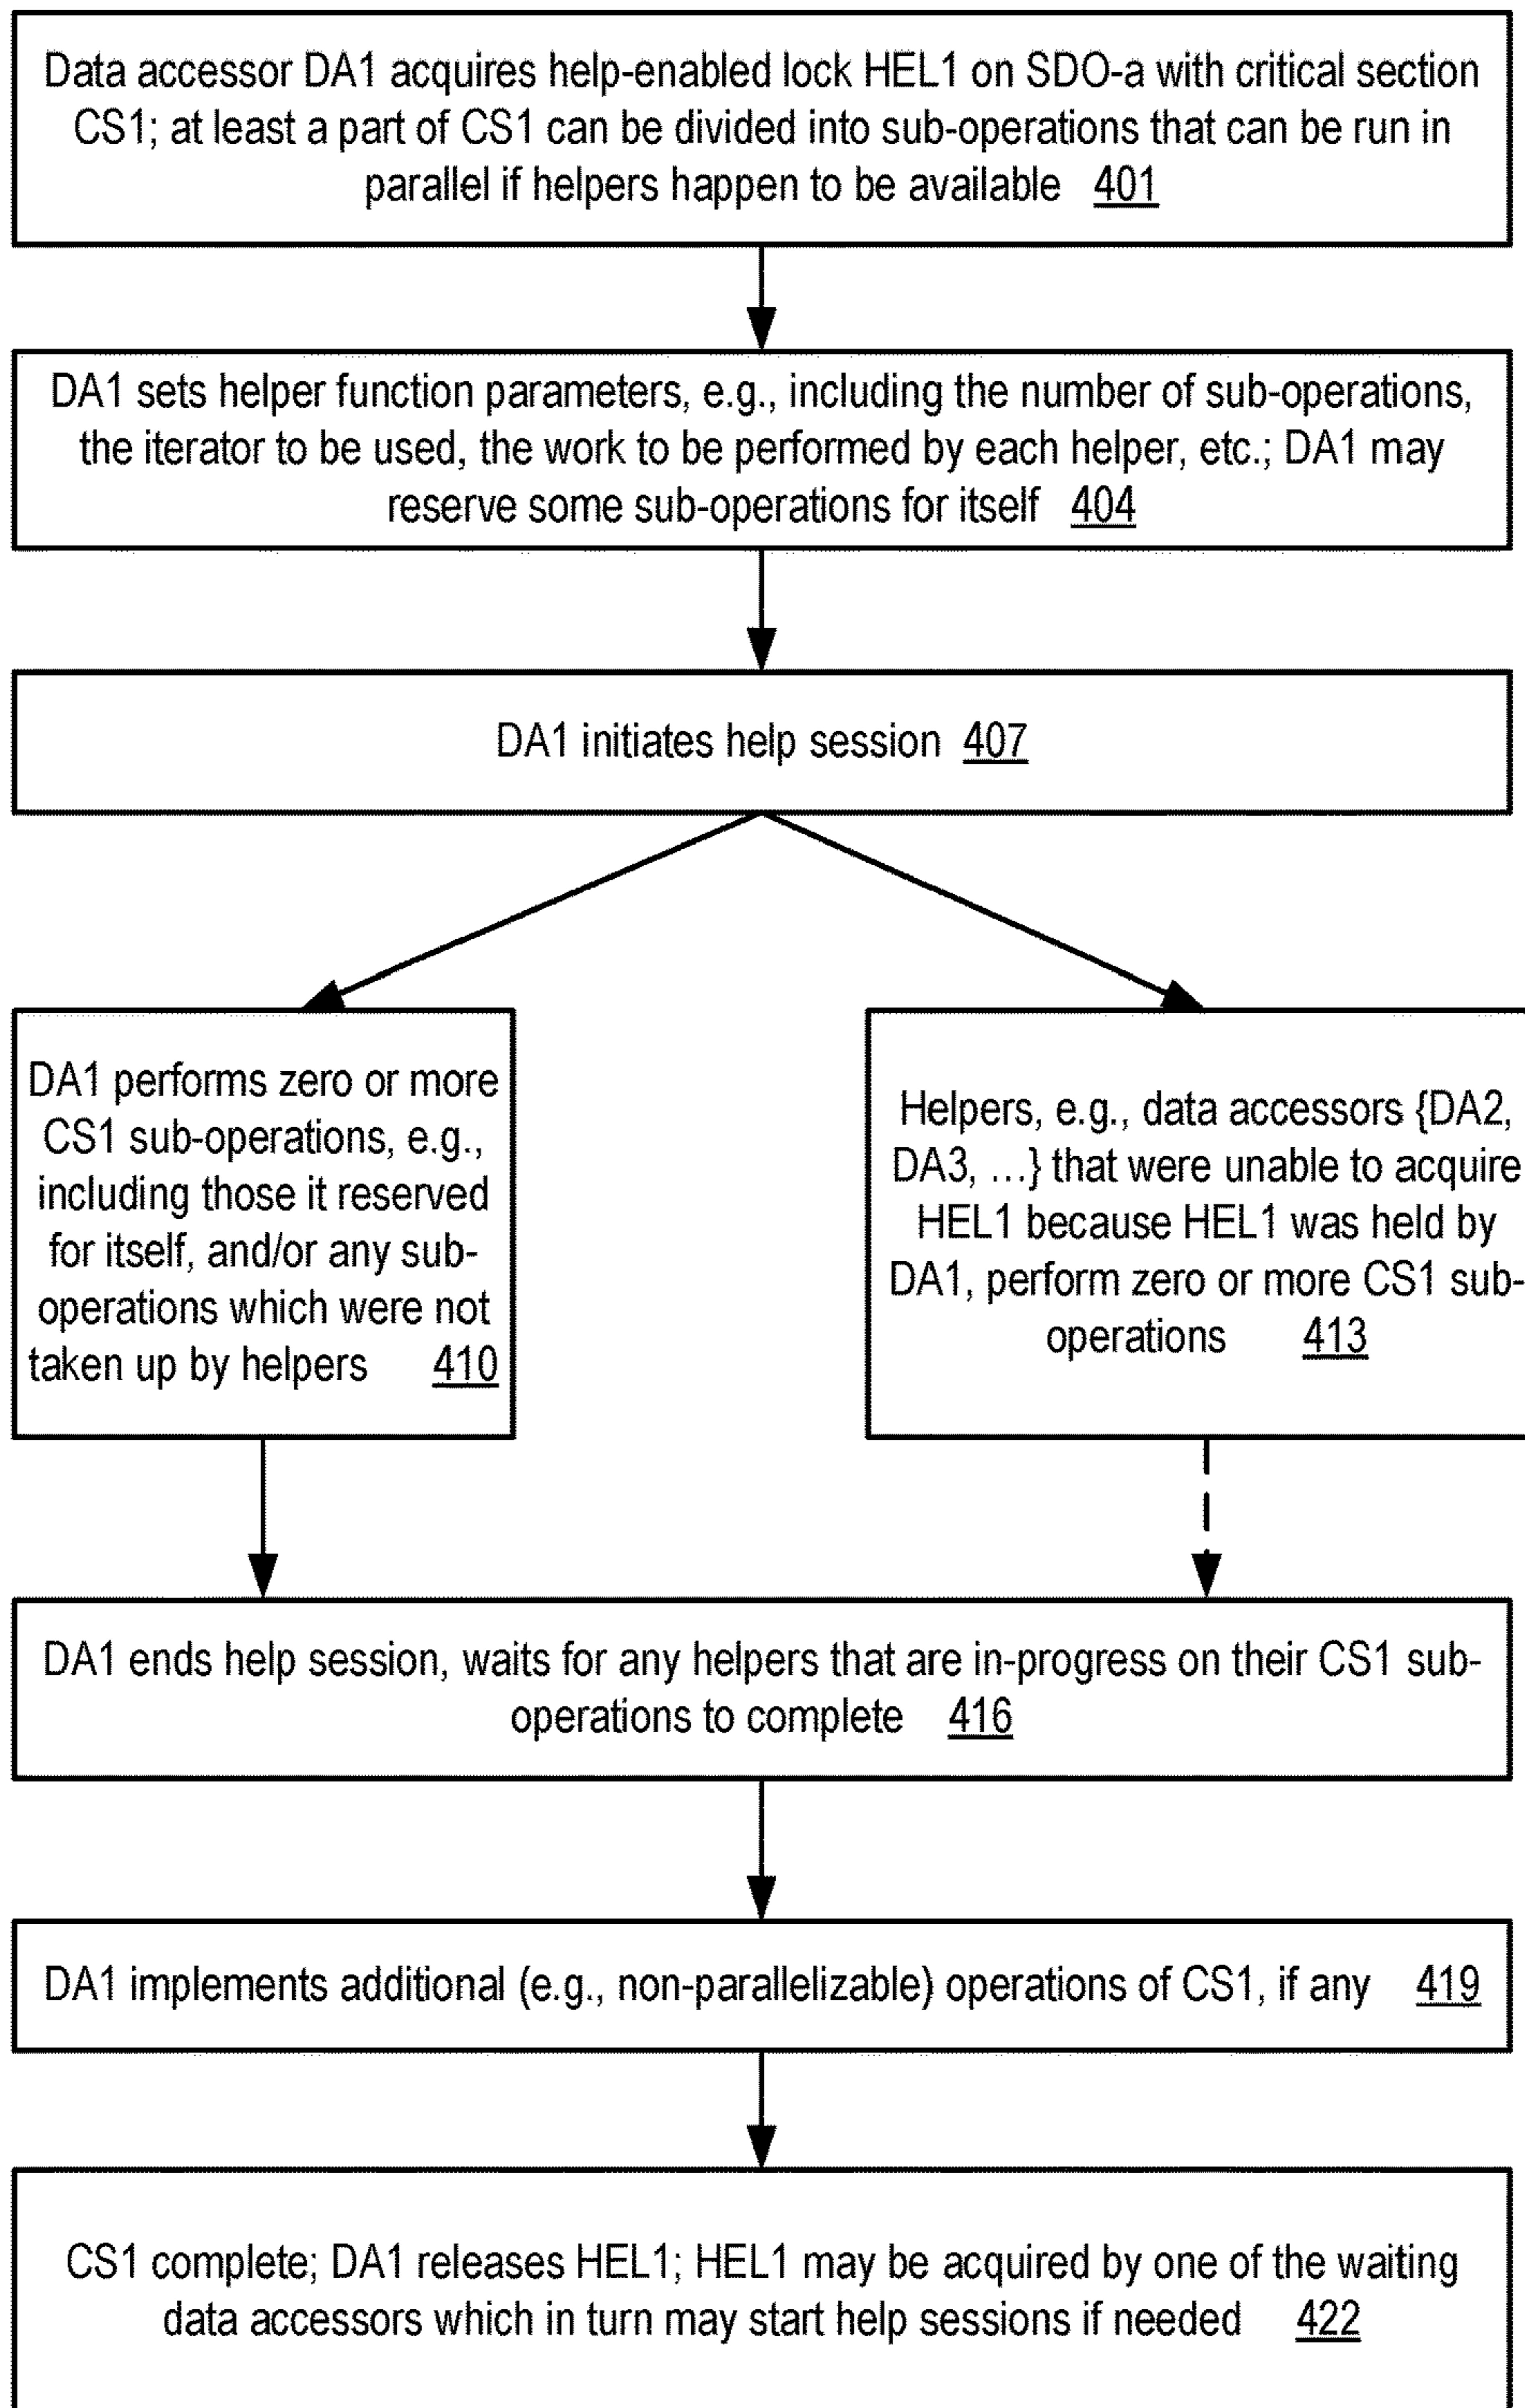 Data accessor DA1 acquires help-enabled lock HEL1 on SDO-a with critical section
CS1; at least a part of CS1 can be divided into sub-operations that can be run in
parallel if helpers happen to be available 401
DA1 sets helper function parameters, e.g., including the number of sub-operations,
the iterator to be used, the work to be performed by each helper, etc.; DA1 may
reserve some sub-operations for itself 404
DA1 initiates help session 407
DA1 performs zero or more
CS1 sub-operations, e.g.,
including those it reserved
for itself, and/or any sub-
operations which were not
taken up by helpers 410
Helpers, e.g., data accessors {DA2,
DA3, …} that were unable to acquire
HEL1 because HEL1 was held by
DA1, perform zero or more CS1 sub-
operations 413
DA1 ends help session, waits for any helpers that are in-progress on their CS1 sub-
operations to complete 416
DA1 implements additional (e.g., non-parallelizable) operations of CS1, if any 419
CS1 complete; DA1 releases HEL1; HEL1 may be acquired by one of the waiting
data accessors which in turn may start help sessions if needed 422